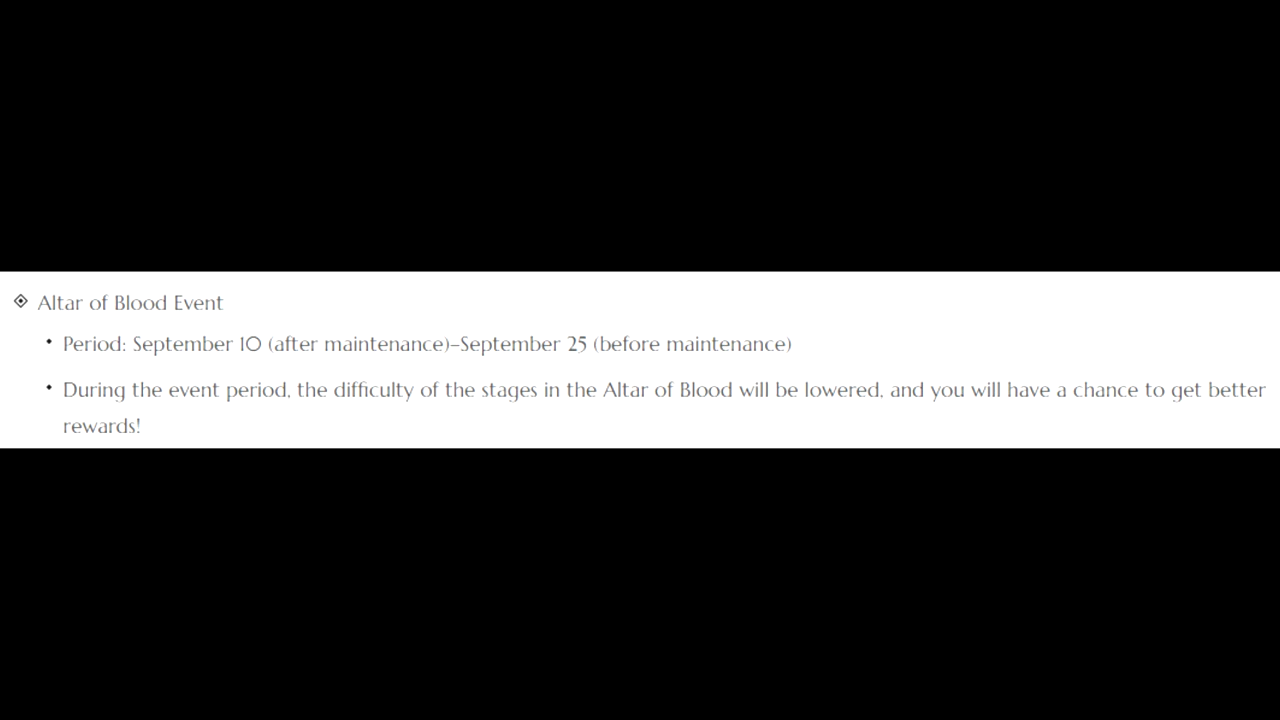 Altar of Blood Event
Period: September 10 (after maintenance)–September 25 (before maintenance)
During the event period, the difficulty of the stages in the Altar of Blood will be lowered, and you will have a chance to get better
rewards!